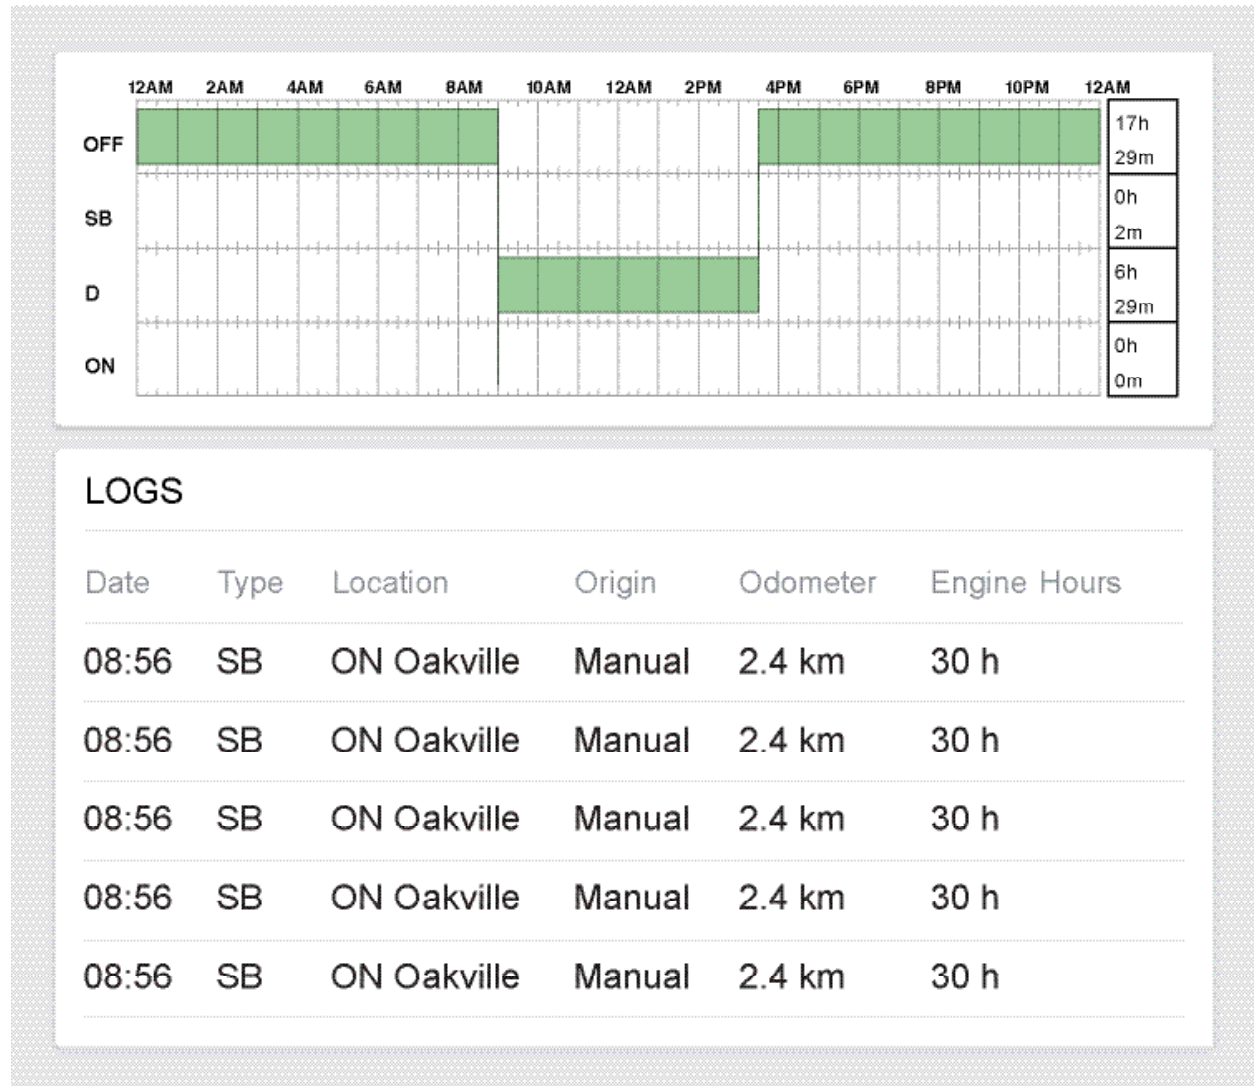 12AM 2AM 4AM 6AM 8AM 10AM 12AM 2PM 4PM 6PM 8PM 10PM 12AM
OFF 17h
29m
SB 0h
2m
D 6h
29m
ON 0h
0m
LOGS
Date Type Location Origin Odometer Engine Hours
08:56 SB ON Oakville Manual 2.4 km 30 h
08:56 SB ON Oakville Manual 2.4 km 30 h
08:56 SB ON Oakville Manual 2.4 km 30 h
08:56 SB ON Oakville Manual 2.4 km 30 h
08:56 SB ON Oakville Manual 2.4 km 30 h